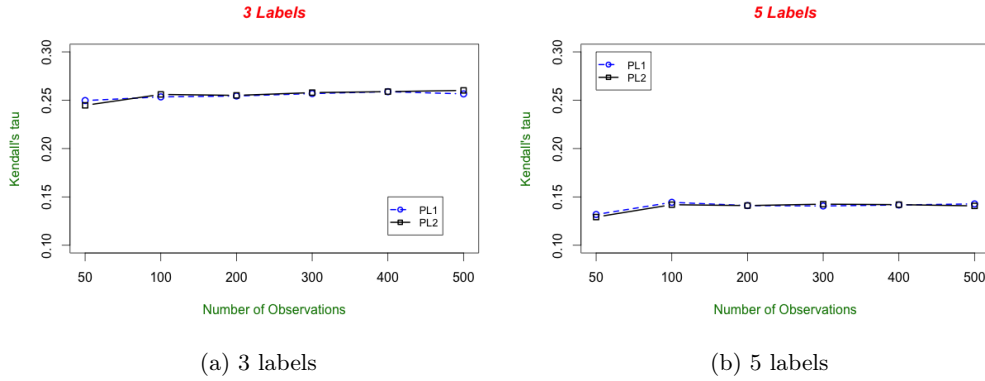 3 Labels
Kendall's tau
0.30
0.25
0.20
0.15
0.10
PL1
PL2
50 100 200 300 400 500
Number of Observations
(a) 3 labels
5 Labels
Kendall's tau
0.30
0.25
0.20
0.15
0.10
PL1
PL2
50 100 200 300 400 500
Number of Observations
(b) 5 labels